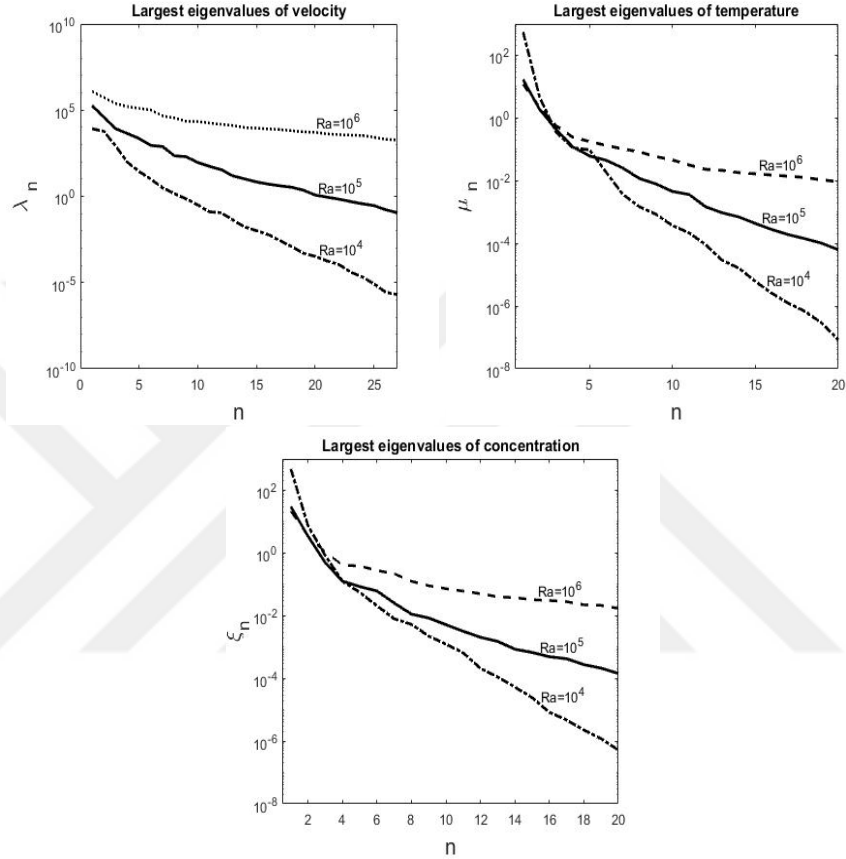 Largest eigenvalues of velocity
10^10
10^5
10^0
10^-5
10^-10
λ_n
Ra=10^6
Ra=10^5
Ra=10^4
0 5 10 15 20 25
n
Largest eigenvalues of temperature
10^2
10^0
10^-2
10^-4
10^-6
10^-8
μ_n
Ra=10^6
Ra=10^5
Ra=10^4
5 10 15 20
n
Largest eigenvalues of concentration
10^2
10^0
10^-2
10^-4
10^-6
10^-8
ξ_n
Ra=10^6
Ra=10^5
Ra=10^4
2 4 6 8 10 12 14 16 18 20
n